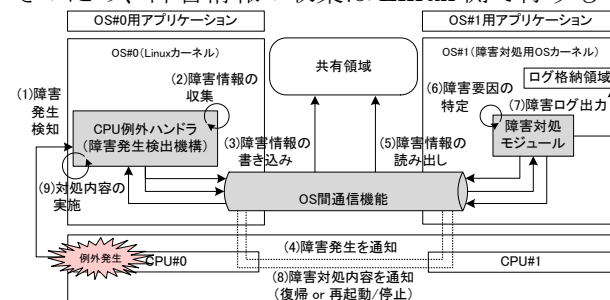 OS#0用アプリケーション
OS#1用アプリケーション
OS#0(Linuxカーネル)
OS#1(障害対処用OSカーネル)
共有領域
ログ格納領域
(1)障害
発生
検知
(2)障害情報の
収集
(6)障害要因の
特定
(7)障害ログ出力
CPU例外ハンドラ
(障害発生検出機構)
障害対処
モジュール
(3)障害情報の
書き込み
(5)障害情報の
読み出し
(9)対処内容の
実施
OS間通信機能
(4)障害発生を通知
例外発生
CPU#0
CPU#1
(8)障害対処内容を通知
(復帰 or 再起動/停止)